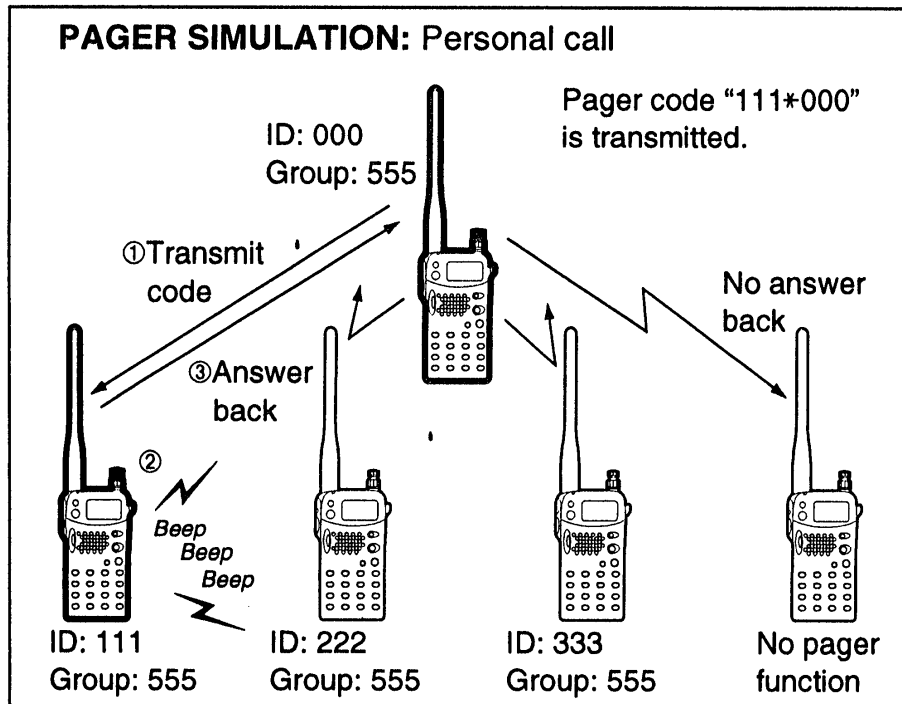 PAGER SIMULATION: Personal call
Pager code “111*000”
is transmitted.
ID: 000
Group: 555
①Transmit
code
No answer
back
③Answer
back
②
Beep
Beep
Beep
ID: 111
Group: 555
ID: 222
Group: 555
ID: 333
Group: 555
No pager
function